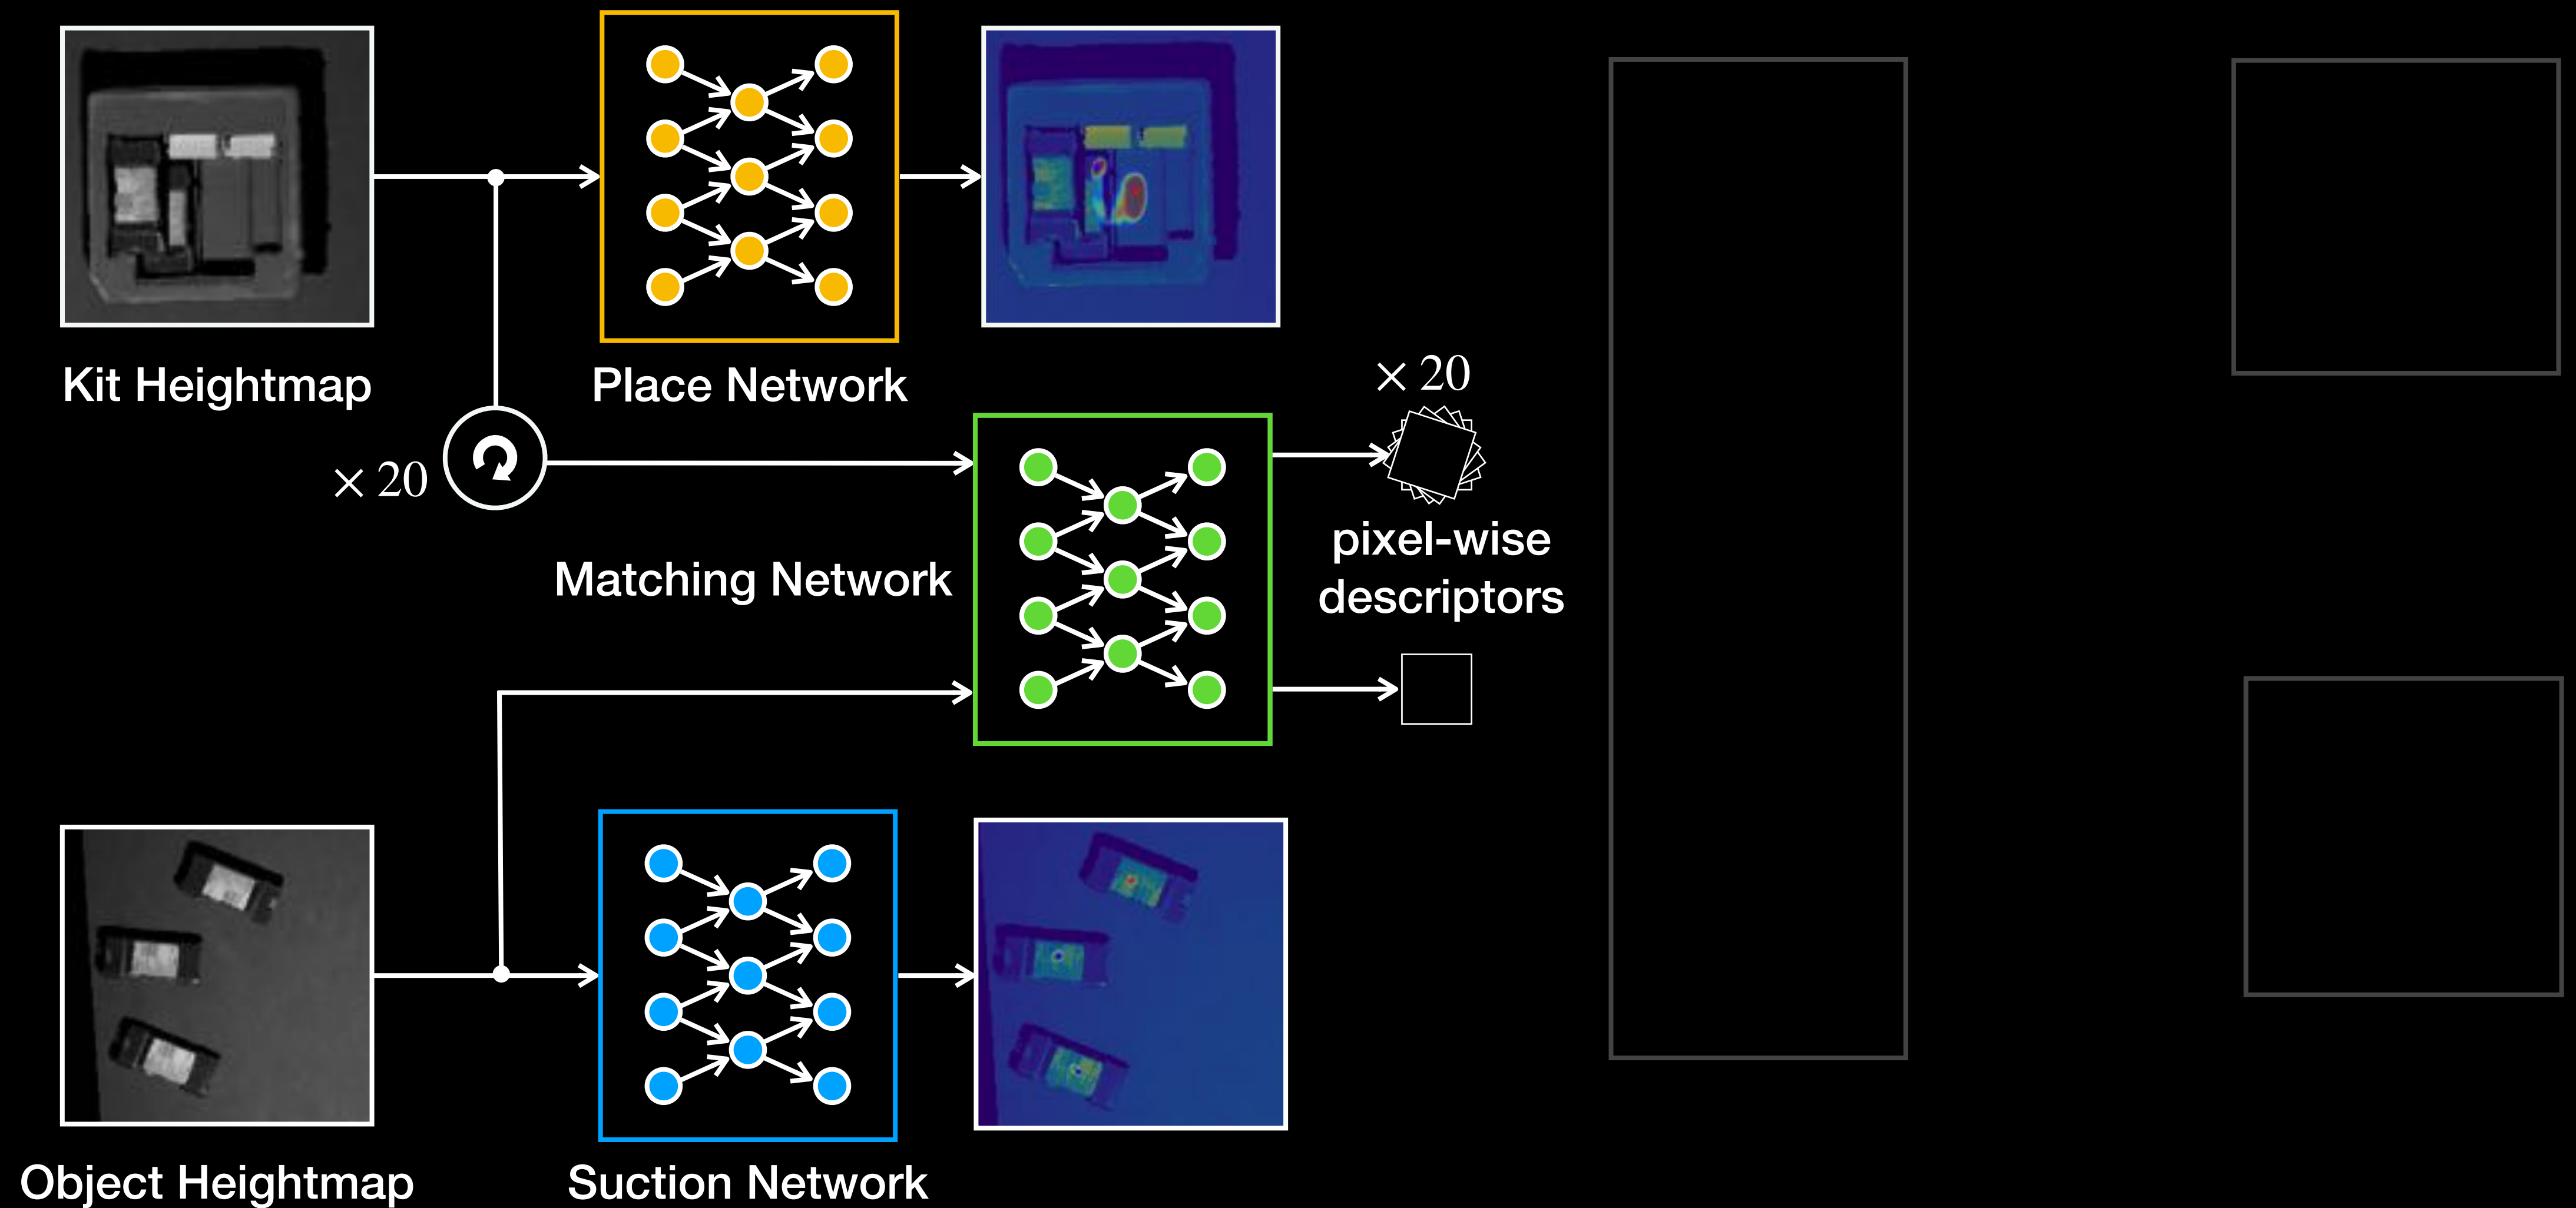 Kit Heightmap
Place Network
× 20
× 20
pixel-wise
descriptors
Matching Network
Object Heightmap
Suction Network